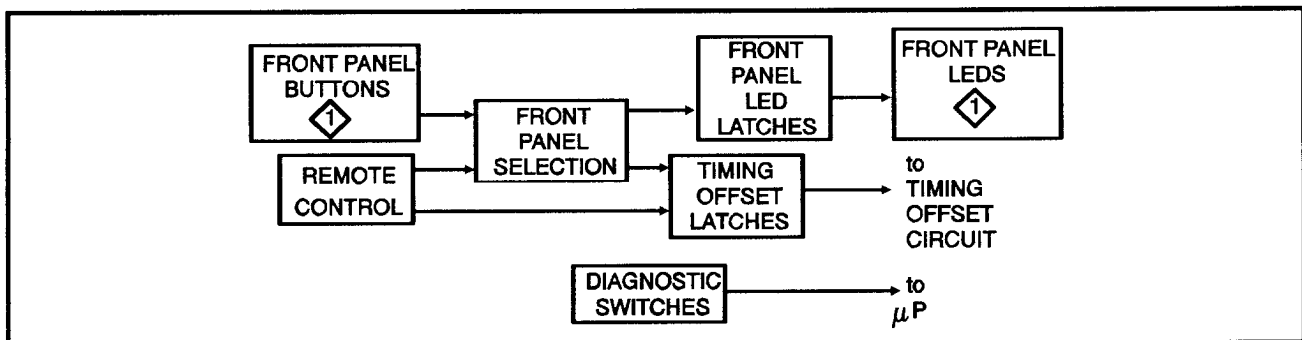 FRONT PANEL
BUTTONS
1
REMOTE
CONTROL
FRONT
PANEL
SELECTION
FRONT
PANEL
LED
LATCHES
TIMING
OFFSET
LATCHES
FRONT PANEL
LEDS
1
to
TIMING
OFFSET
CIRCUIT
DIAGNOSTIC
SWITCHES
to
μP